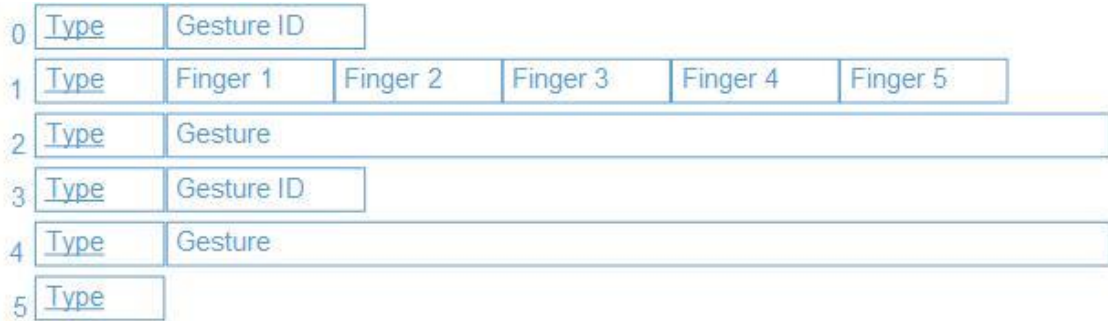 0 Type Gesture ID
1 Type Finger 1 Finger 2 Finger 3 Finger 4 Finger 5
2 Type Gesture
3 Type Gesture ID
4 Type Gesture
5 Type